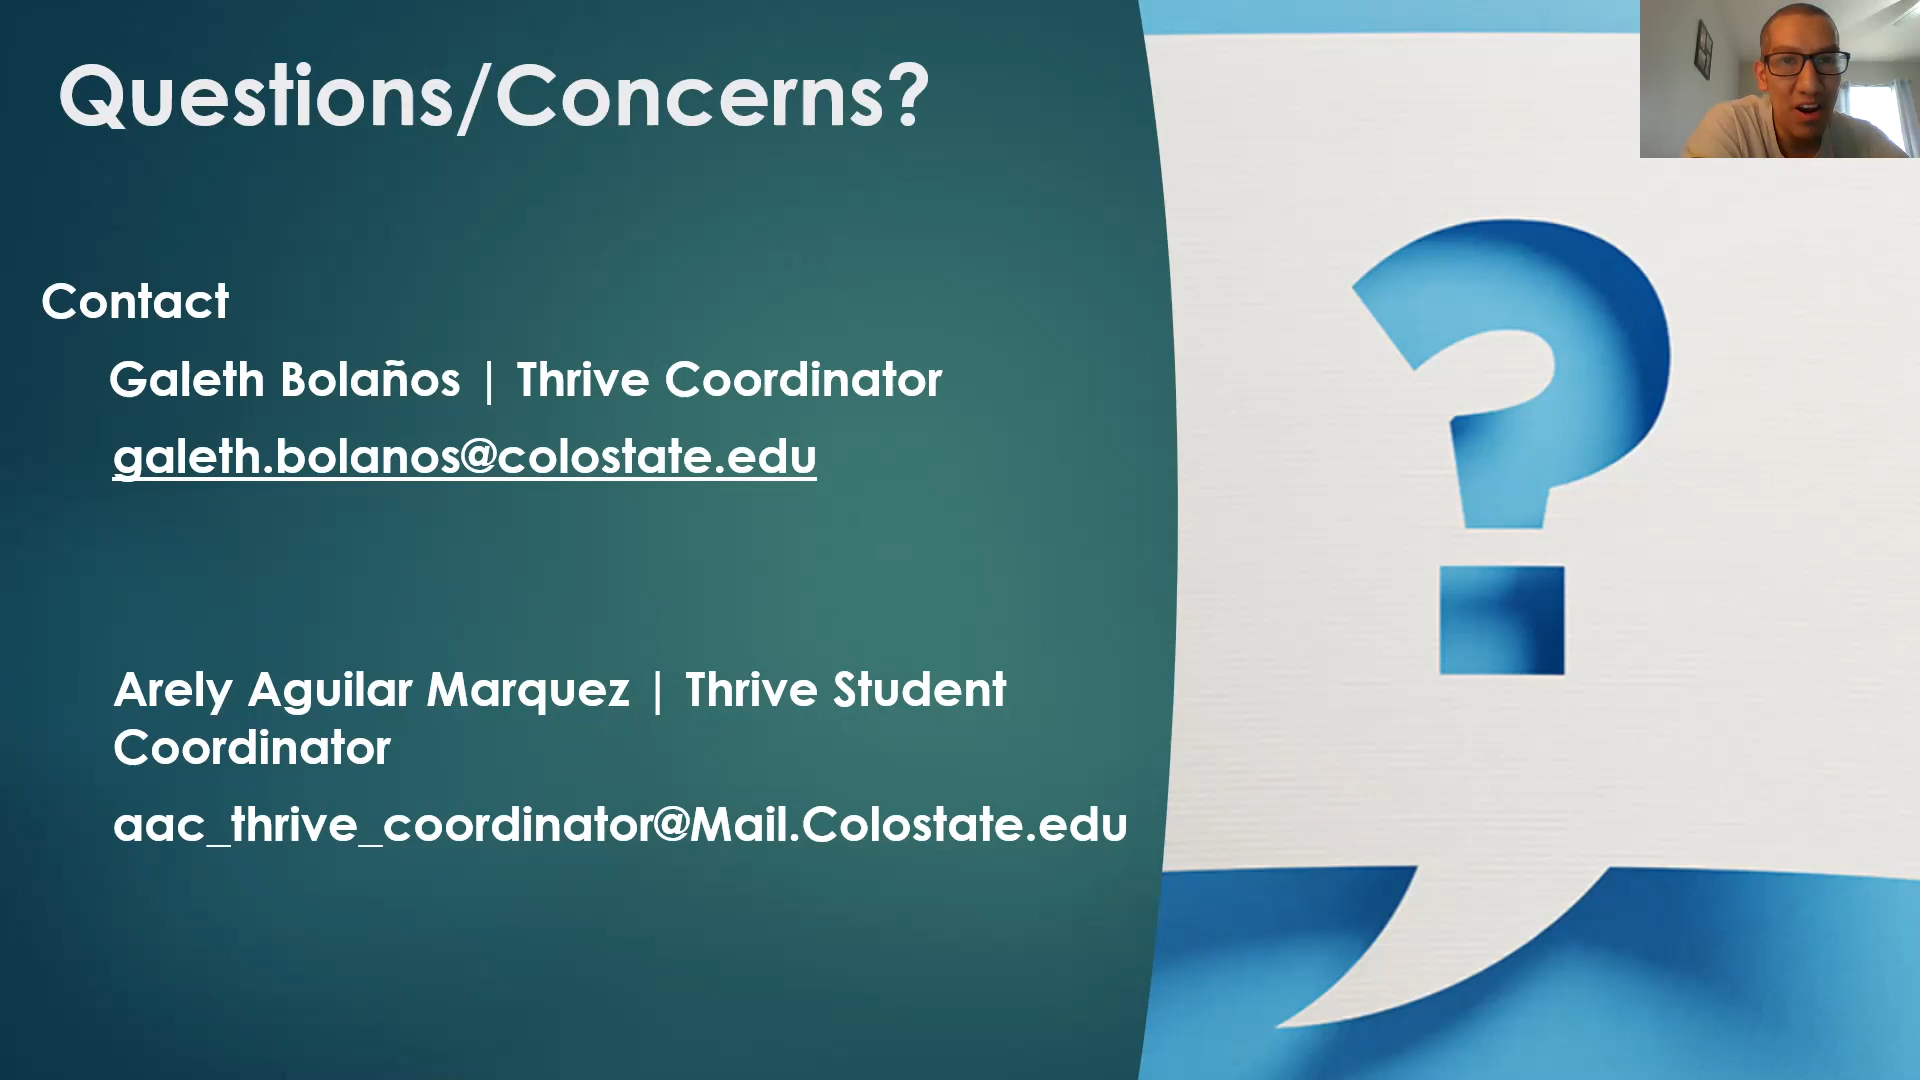 Questions/Concerns?
Contact
Galeth Bolaños | Thrive Coordinator
galeth.bolanos@colostate.edu
Arely Aguilar Marquez | Thrive Student
Coordinator
aac_thrive_coordinator@Mail.Colostate.edu